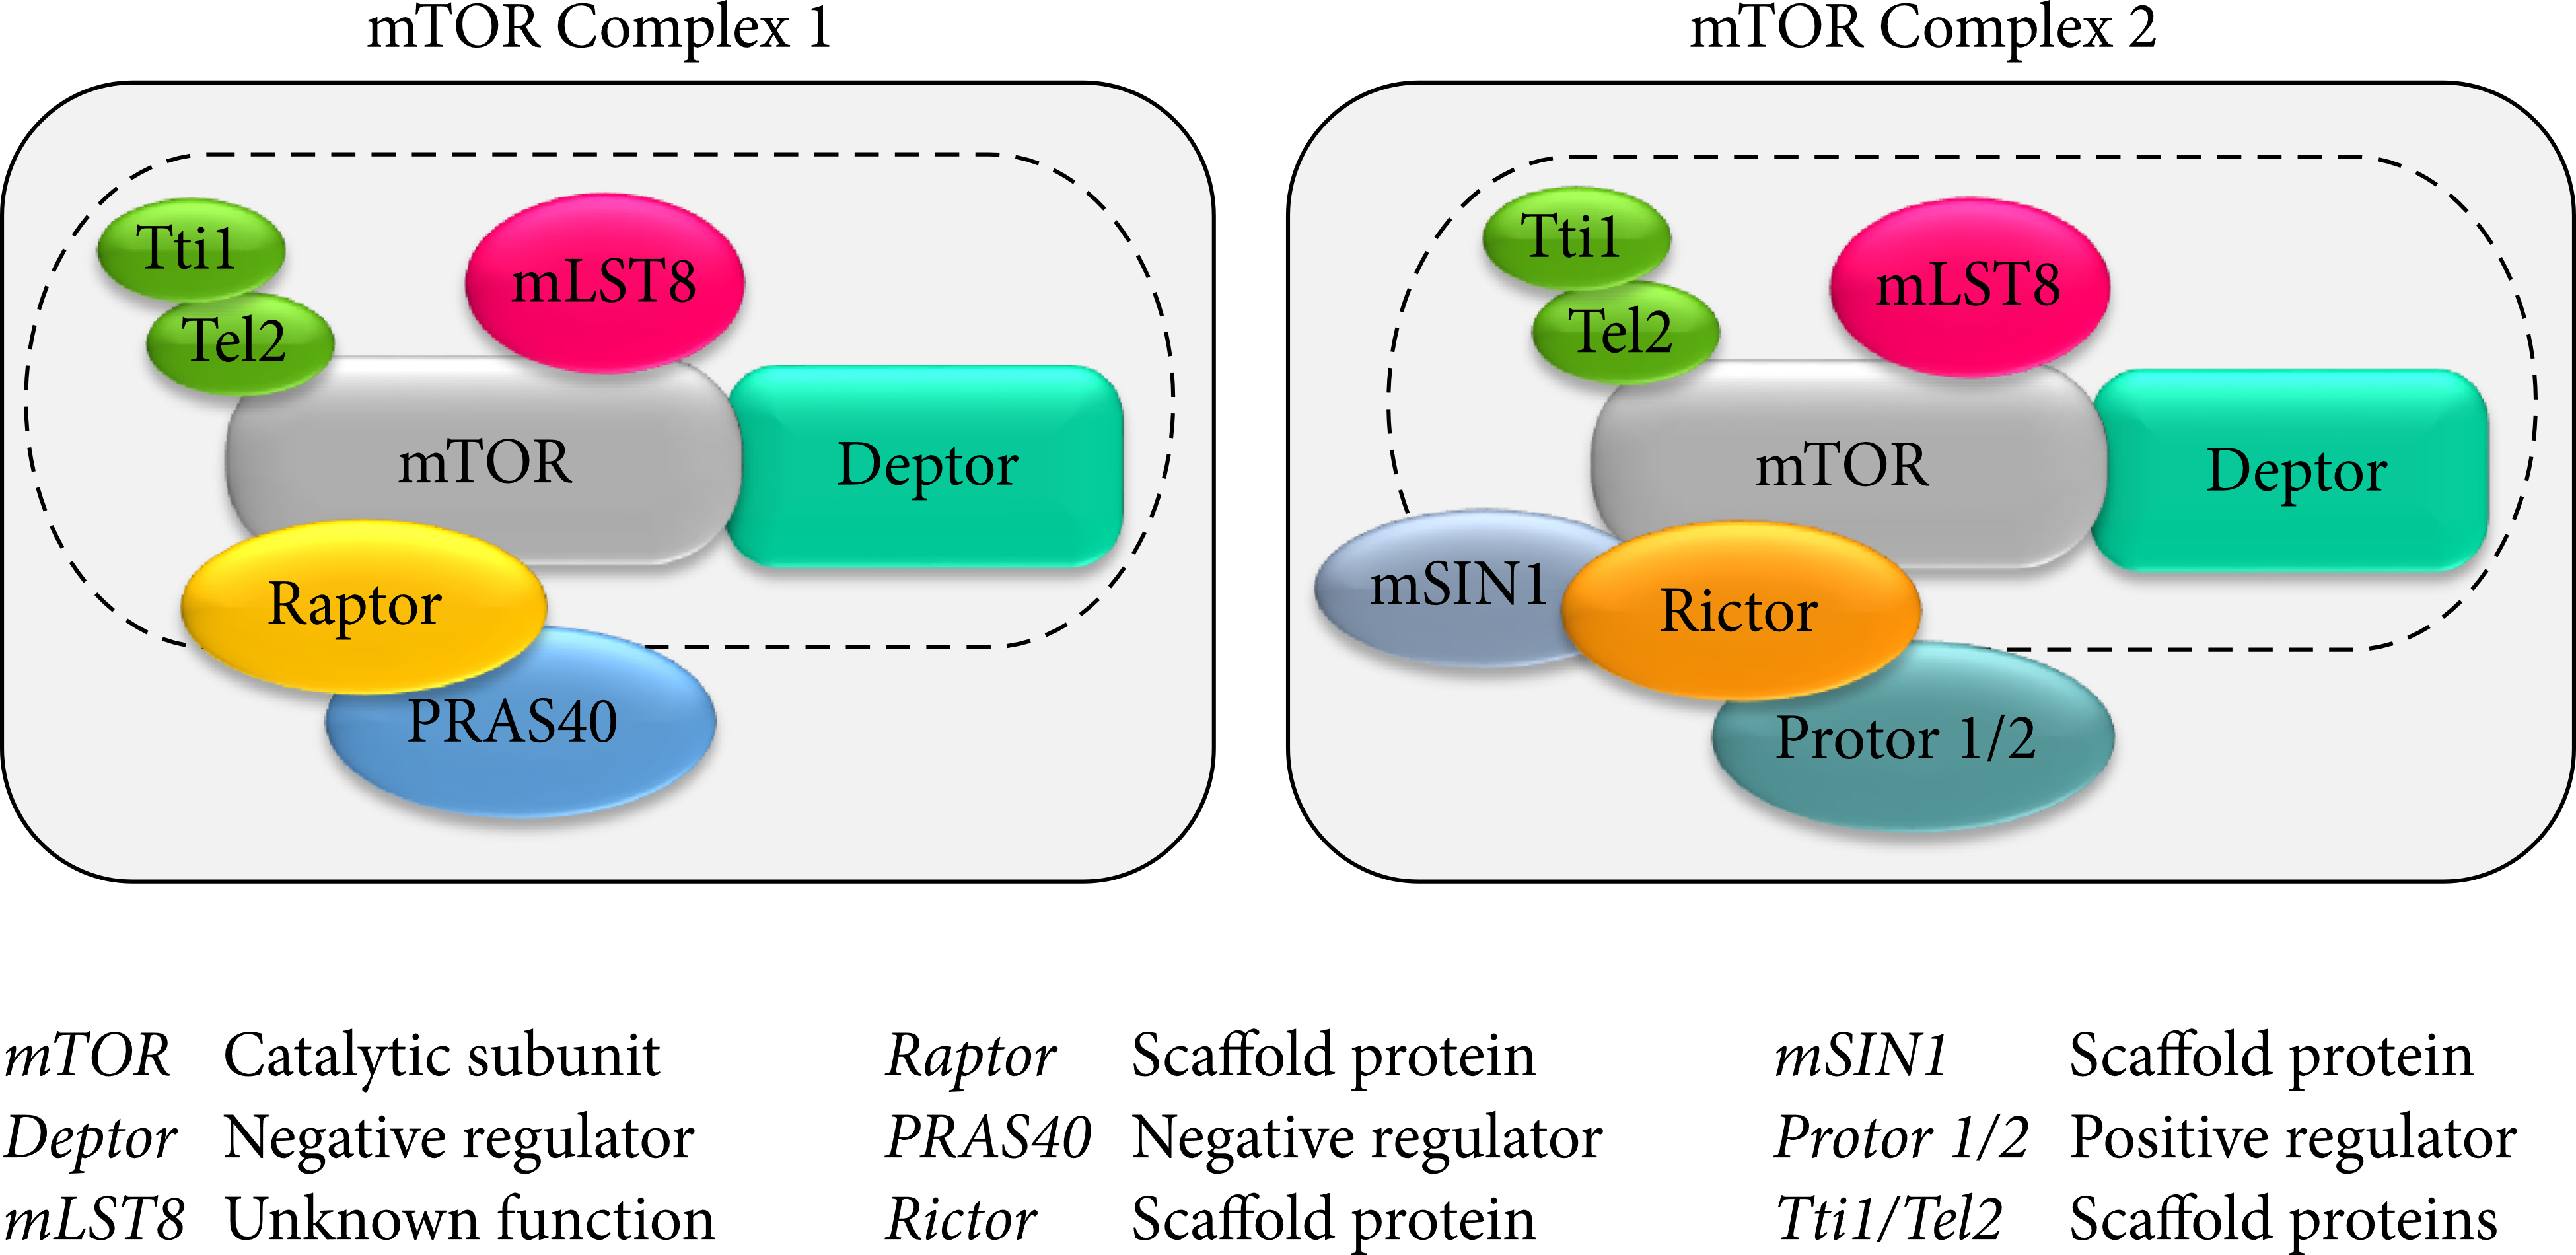 mTOR Complex 1
Tti1
mLST8
Tel2
mTOR
Deptor
Raptor
PRAS40
mTOR Complex 2
Tti1
mLST8
Tel2
mTOR
Deptor
mSIN1
Rictor
Protor 1/2
mTOR Catalytic subunit
Deptor Negative regulator
mLST8 Unknown function
Raptor Scaffold protein
PRAS40 Negative regulator
Rictor Scaffold protein
mSIN1 Scaffold protein
Protor 1/2 Positive regulator
Tti1/Tel2 Scaffold proteins